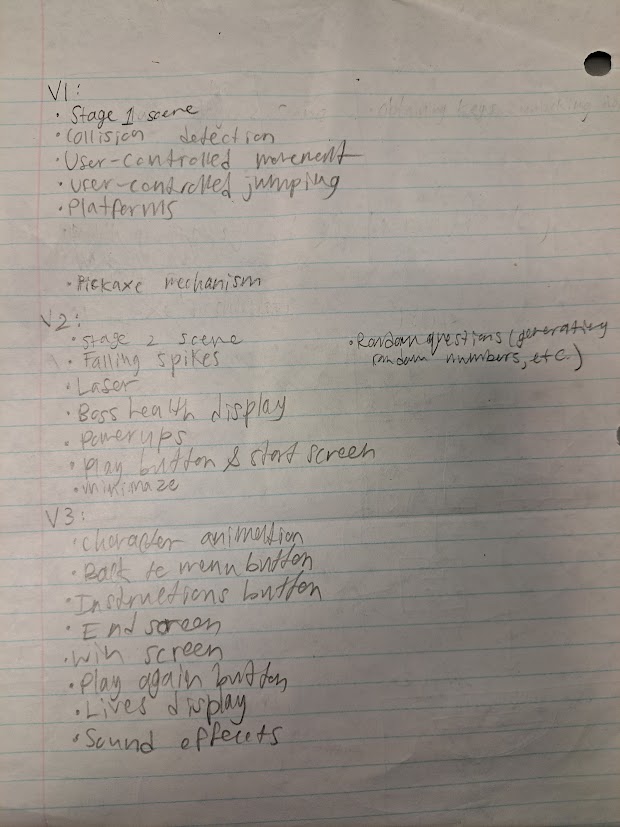 V1:
· Stage 1 scene
· Collision detection
· User-controlled movement
· User-controlled jumping
· Platforms
· Pickaxe mechanism
V2:
· Stage 2 scene
· Falling spikes
· Laser
· Boss health display
· Powerups
· Play button & start screen
· minimaze
· Random questions (generating
random numbers, etc.)
V3:
· Character animation
· Back to menu button
· Instructions button
· End screen
· Win screen
· Play again button
· Lives display
· Sound effects